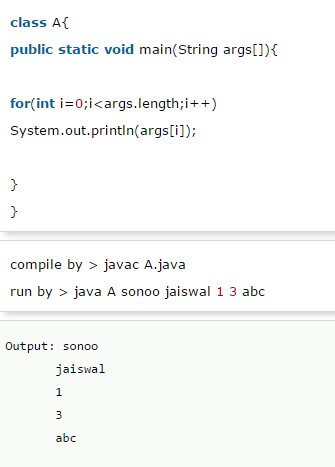 class A{
public static void main(String args[]){
for(int i=0;i<args.length;i++)
System.out.println(args[i]);
}
}
compile by > javac A.java
run by > java A sonoo jaiswal 1 3 abc
Output: sonoo
jaiswal
1
3
abc